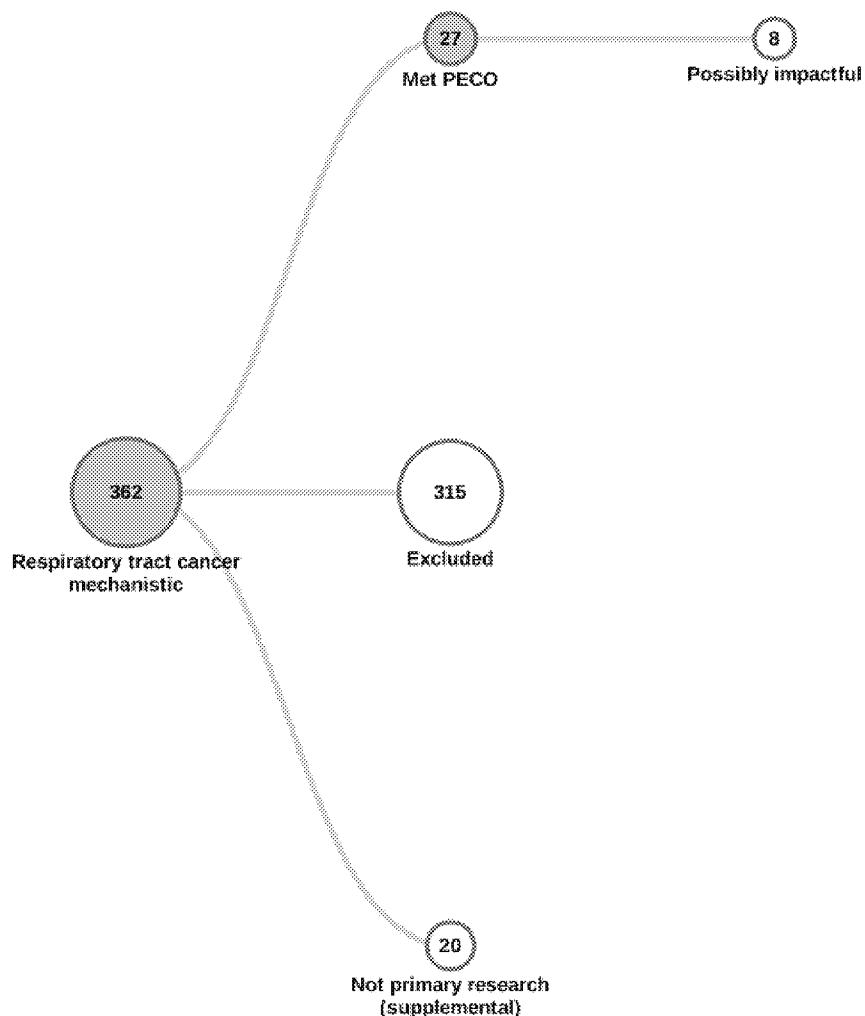 27
Met PECO
8
Possibly impactful
362
Respiratory tract cancer
mechanistic
315
Excluded
20
Not primary research
(supplemental)